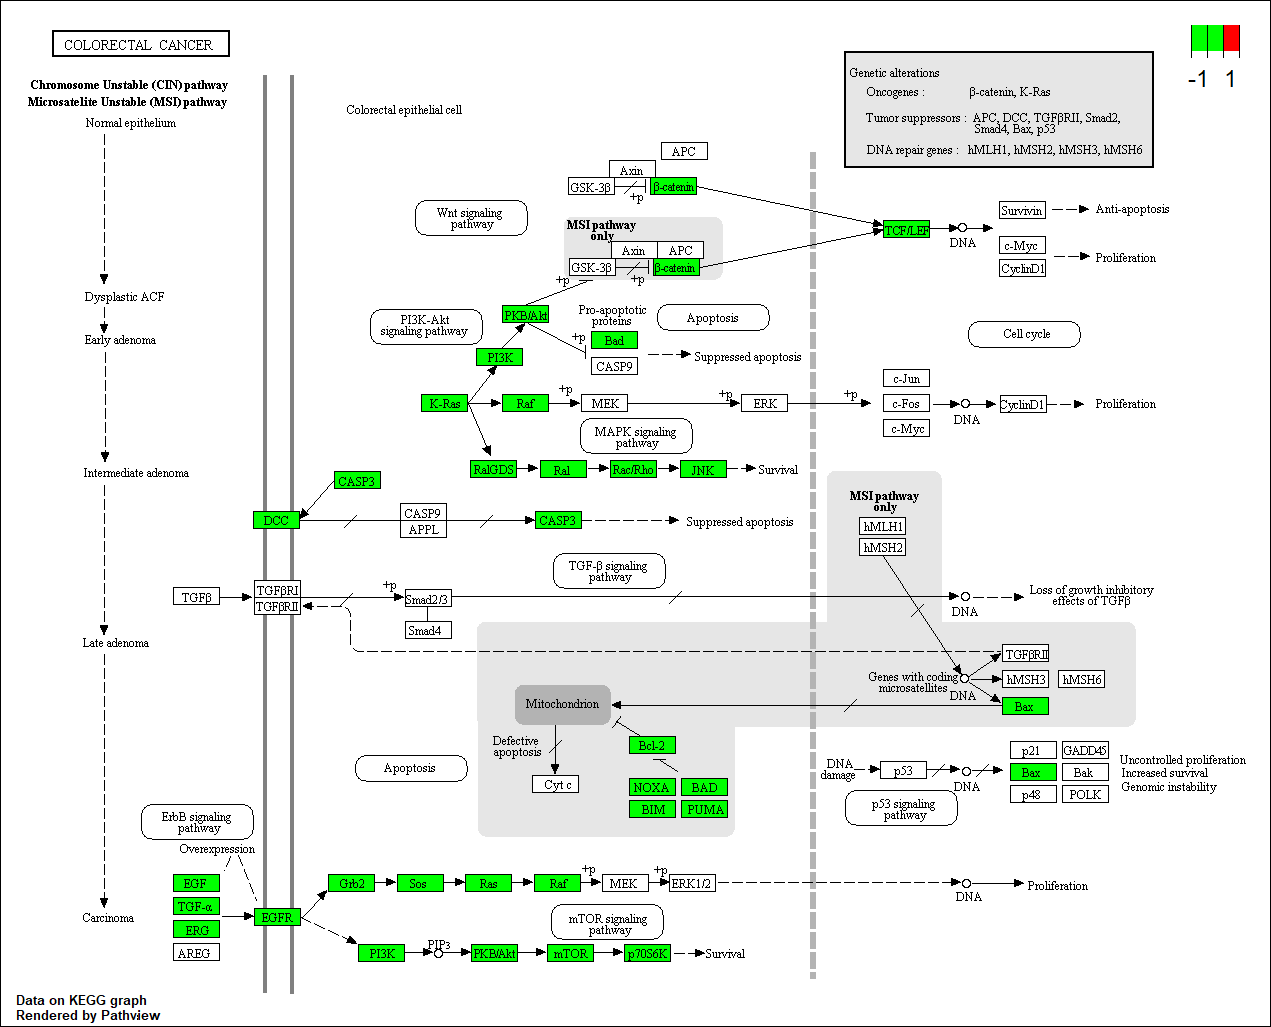 COLORECTAL CANCER
-1 1
Chromosome Unstable (CIN) pathway
Microsatelite Unstable (MSI) pathway
Normal epithelium
Colorectal epithelial cell
Genetic alterations
Oncogenes : β-catenin, K-Ras
Tumor suppressors : APC, DCC, TGFβRII, Smad2,
Smad4, Bax, p53
DNA repair genes : hMLH1, hMSH2, hMSH3, hMSH6
APC
Axin
GSK-3β
+p
β-catenin
Wnt signaling
pathway
MSI pathway
only
Axin
APC
GSK-3β
+p
β-catenin
+p
TCF/LEF
DNA
Survivin
Anti-apoptosis
c-Myc
CyclinD1
Proliferation
Dysplastic ACF
Early adenoma
PI3K-Akt
signaling pathway
PKB/Akt
Pro-apoptotic
proteins
+p
Bad
CASP9
Apoptosis
Suppressed apoptosis
Cell cycle
PI3K
K-Ras
Raf
+p
MEK
+p
ERK
+p
c-Jun
c-Fos
c-Myc
DNA
CyclinD1
Proliferation
MAPK signaling
pathway
Intermediate adenoma
RalGDS
Ral
Rac/Rho
JNK
Survival
CASP3
DCC
CASP9
APPL
CASP3
Suppressed apoptosis
MSI pathway
only
hMLH1
hMSH2
TGF-β signaling
pathway
TGFβ
TGFβRI
TGFβRII
+p
Smad2/3
Smad4
DNA
Loss of growth inhibitory
effects of TGFβ
Late adenoma
Genes with coding
microsatellites
DNA
TGFβRII
hMSH3
hMSH6
Bax
Mitochondrion
Defective
apoptosis
Cyt c
Bcl-2
NOXA
BAD
BIM
PUMA
Apoptosis
DNA
damage
p53
DNA
p21
GADD45
Bax
Bak
p48
POLK
Uncontrolled proliferation
Increased survival
Genomic instability
p53 signaling
pathway
ErbB signaling
pathway
Overexpression
EGF
TGF-α
ERG
AREG
EGFR
Grb2
Sos
Ras
Raf
+p
MEK
+p
ERK1/2
DNA
Proliferation
Carcinoma
mTOR signaling
pathway
PI3K
PIP3
PKB/Akt
mTOR
p70S6K
Survival
Data on KEGG graph
Rendered by Pathview